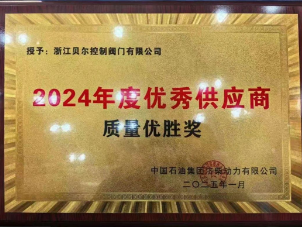 授予：浙江贝尔控制阀门有限公司
2024年度优秀供应商
质量优胜奖
中国石油集团济柴动力有限公司
二〇二五年一月